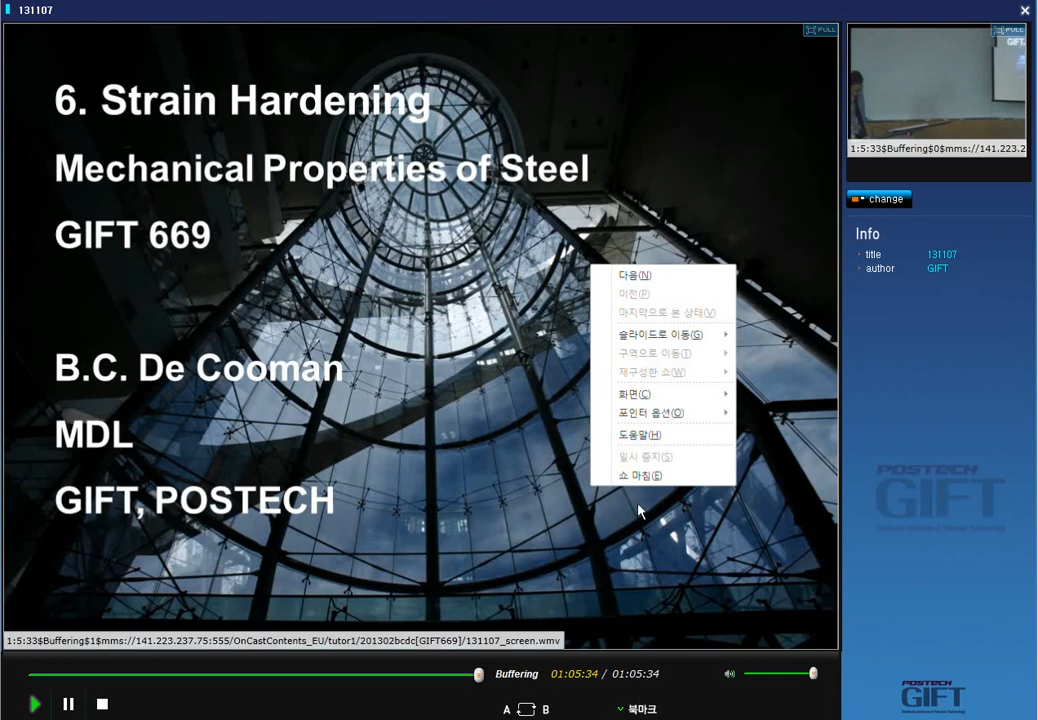 131107
FULL
6. Strain Hardening
Mechanical Properties of Steel
GIFT 669
B.C. De Cooman
MDL
GIFT, POSTECH
다음(N)
이전(P)
마지막으로 본 상태(V)
슬라이드로 이동(G)
구역으로 이동(T)
재구성한 쇼(W)
화면(C)
포인터 옵션(O)
도움말(H)
일시 중지(S)
쇼 마침(E)
1:5:33$Buffering$1$mms://141.223.237.75:555/OnCastContents_EU/tutor1/201302bcdc[GIFT669]/131107_screen.wmv
Buffering 01:05:34 / 01:05:34
A B
북마크
FULL
GIFT
1:5:33$Buffering$0$mms://141.223.2
change
Info
title 131107
author GIFT
POSTECH
GIFT
POSTECH
GIFT